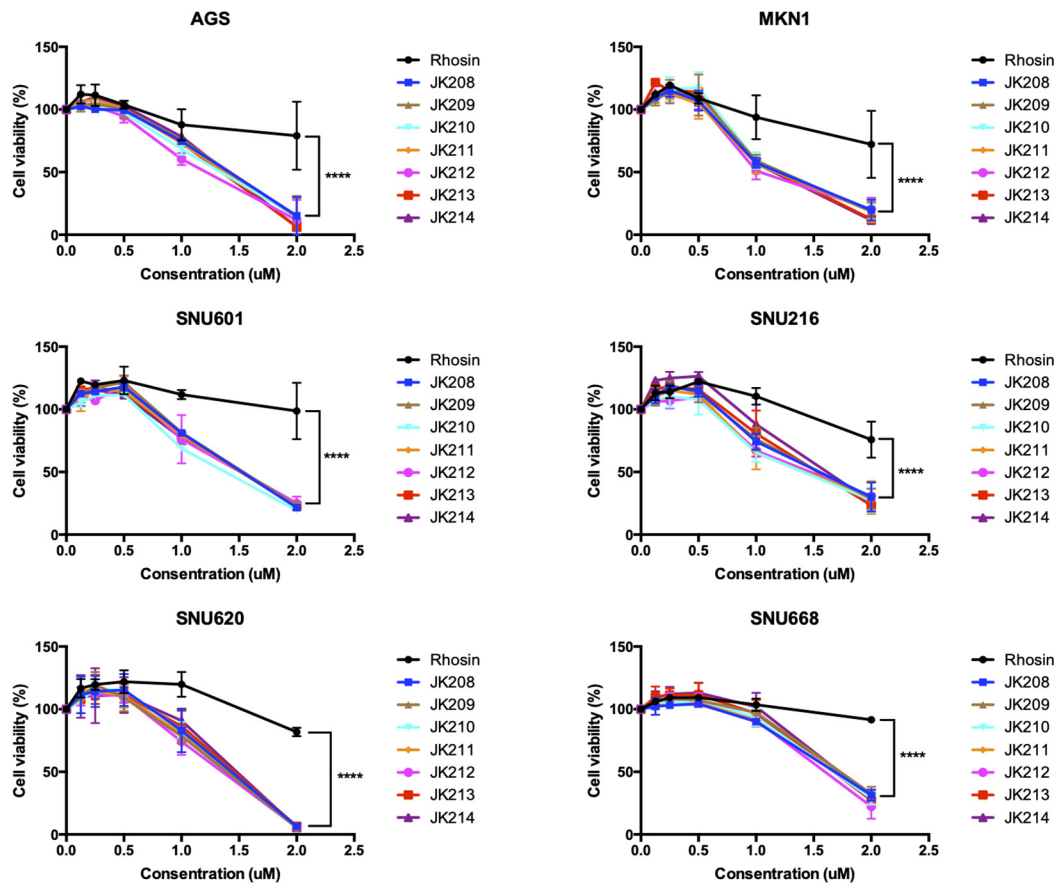 AGS
150
100
50
0
Cell viability (%)
0.0 0.5 1.0 1.5 2.0 2.5
Consentration (uM)
****
Rhosin
JK208
JK209
JK210
JK211
JK212
JK213
JK214
MKN1
150
100
50
0
Cell viability (%)
0.0 0.5 1.0 1.5 2.0 2.5
Consentration (uM)
****
Rhosin
JK208
JK209
JK210
JK211
JK212
JK213
JK214
SNU601
150
100
50
0
Cell viability (%)
0.0 0.5 1.0 1.5 2.0 2.5
Consentration (uM)
****
Rhosin
JK208
JK209
JK210
JK211
JK212
JK213
JK214
SNU216
150
100
50
0
Cell viability (%)
0.0 0.5 1.0 1.5 2.0 2.5
Consentration (uM)
****
Rhosin
JK208
JK209
JK210
JK211
JK212
JK213
JK214
SNU620
150
100
50
0
Cell viability (%)
0.0 0.5 1.0 1.5 2.0 2.5
Consentration (uM)
****
Rhosin
JK208
JK209
JK210
JK211
JK212
JK213
JK214
SNU668
150
100
50
0
Cell viability (%)
0.0 0.5 1.0 1.5 2.0 2.5
Consentration (uM)
****
Rhosin
JK208
JK209
JK210
JK211
JK212
JK213
JK214